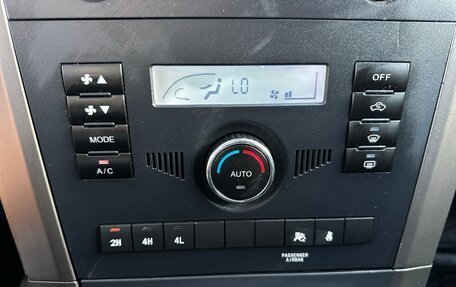 LO
OFF
MODE
A/C
AUTO
2H 4H 4L
PASSENGER
AIRBAG